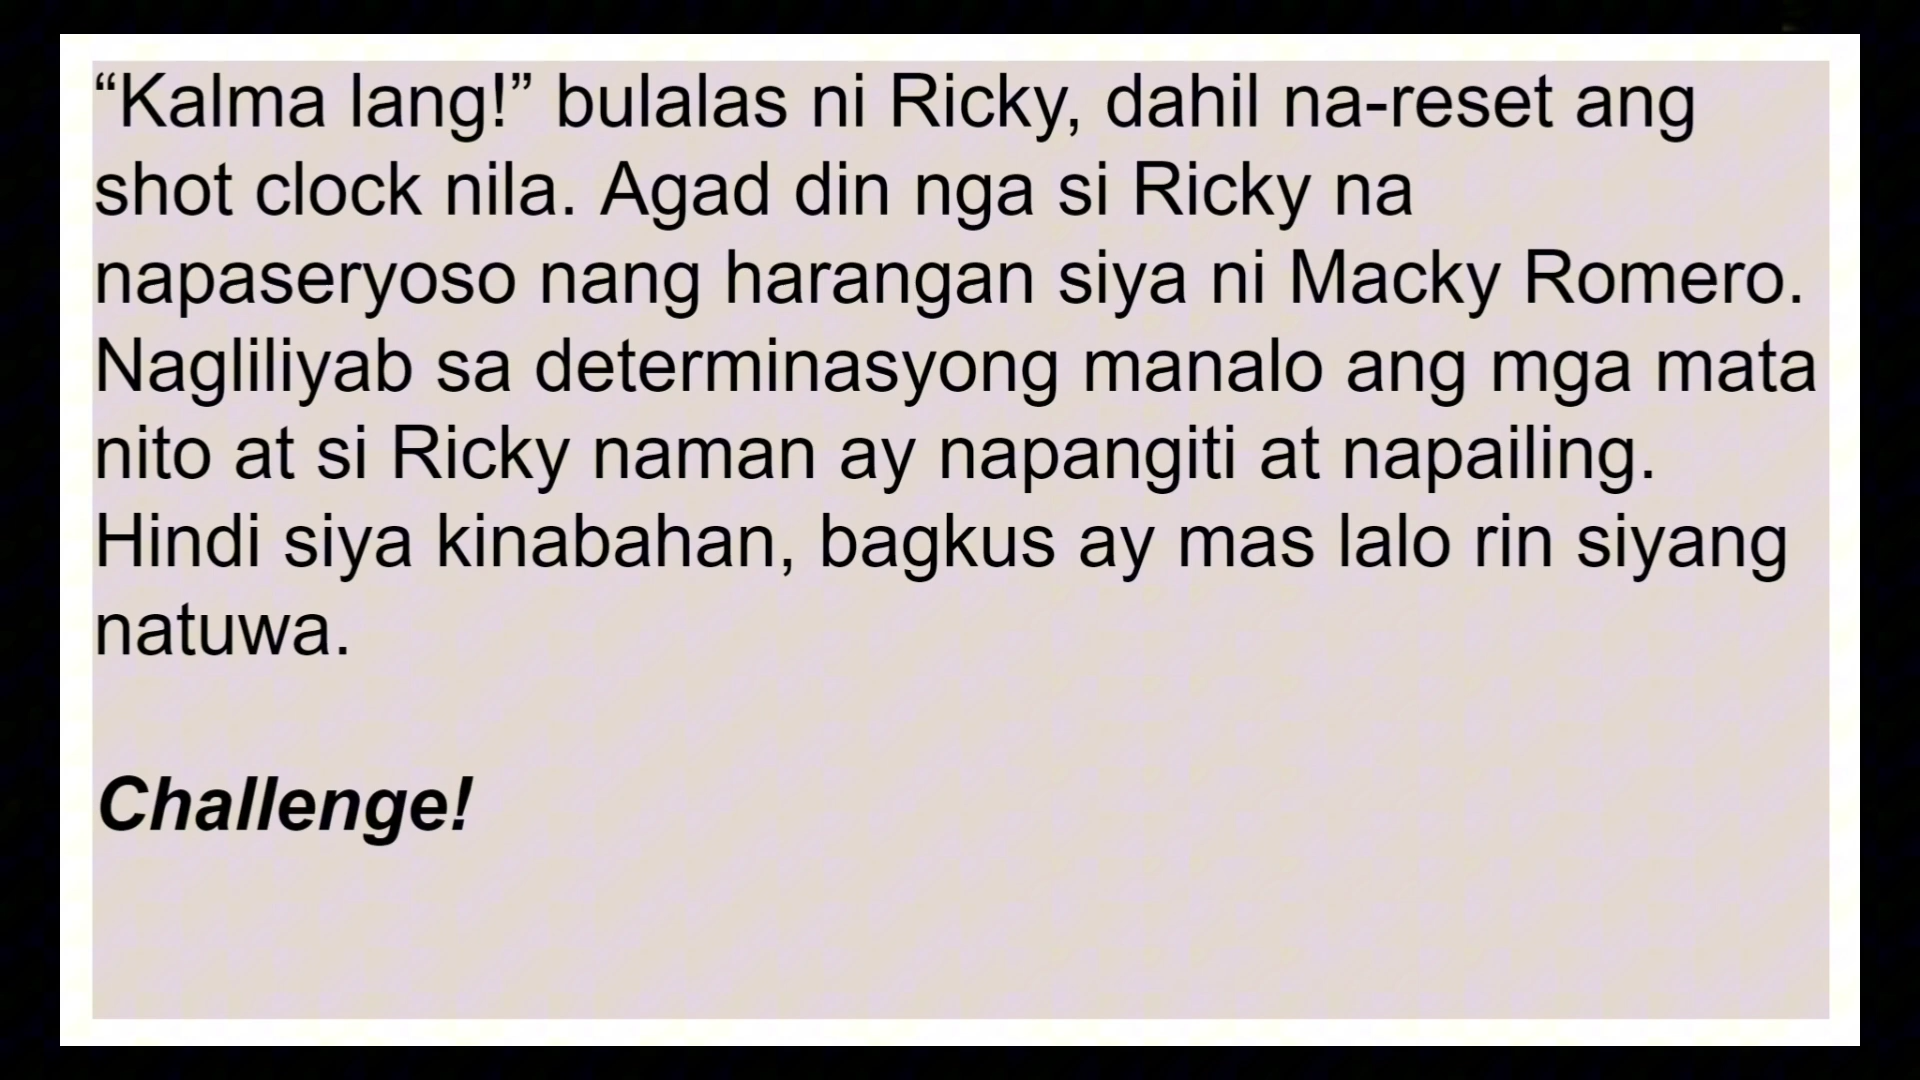 “Kalma lang!” bulalas ni Ricky, dahil na-reset ang
shot clock nila. Agad din nga si Ricky na
napaseryoso nang harangan siya ni Macky Romero.
Nagliliyab sa determinasyong manalo ang mga mata
nito at si Ricky naman ay napangiti at napailing.
Hindi siya kinabahan, bagkus ay mas lalo rin siyang
natuwa.
Challenge!